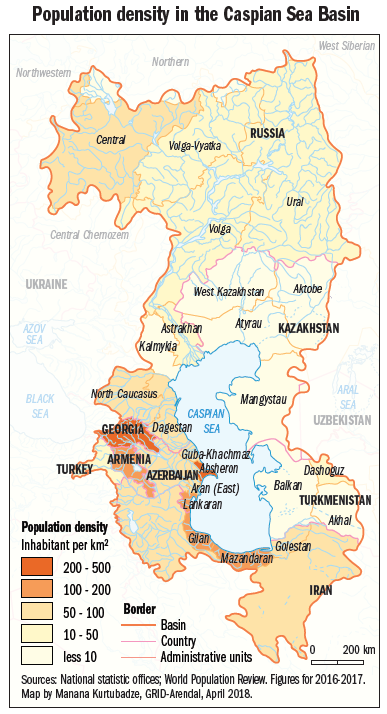 Population density in the Caspian Sea Basin
West Siberian
Northern
Northwestern
RUSSIA
Central
Volga-Vyatka
Ural
Volga
Central Chernozem
UKRAINE
West Kazakhstan
Aktobe
Atyrau
Astrakhan
KAZAKHSTAN
AZOV
SEA
Kalmykia
North Caucasus
Mangystau
ARAL
SEA
BLACK
SEA
CASPIAN
SEA
UZBEKISTAN
GEORGIA
Dagestan
ARMENIA
Guba-Khachmaz
TURKEY
Absheron
AZERBAIJAN
Dashoguz
Aran (East)
Balkan
TURKMENISTAN
Lankaran
Akhal
Gilan
Golestan
Mazandaran
IRAN
Population density
Inhabitant per km²
200 - 500
100 - 200
50 - 100
10 - 50
less 10
Border
Basin
Country
Administrative units
0 200 km
Sources: National statistic offices; World Population Review. Figures for 2016-2017.
Map by Manana Kurtubadze, GRID-Arendal, April 2018.